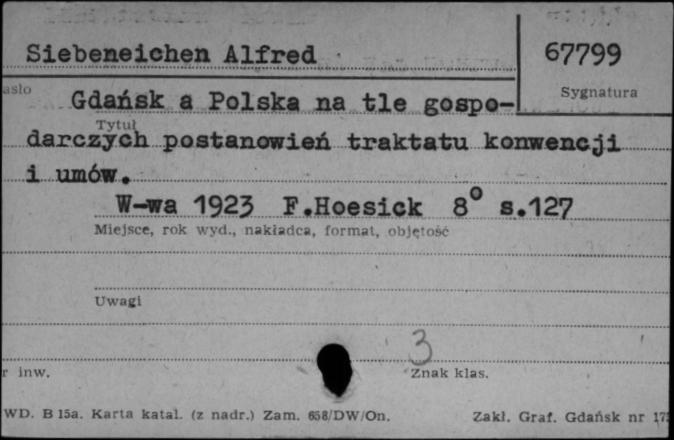 Siebeneichen Alfred 67799
asło Sygnatura
Gdańsk a Polska na tle gospo-
Tytuł
darczych postanowień traktatu konwencji
i umów.
W-wa 1923 F.Hoesick 8° s.127
Miejsce, rok wyd., nakładca, format, objętość
Uwagi
3
r inw. Znak klas.
WD. B 15a. Karta katal. (z nadr.) Zam. 658/DW/On. Zakł. Graf. Gdańsk nr